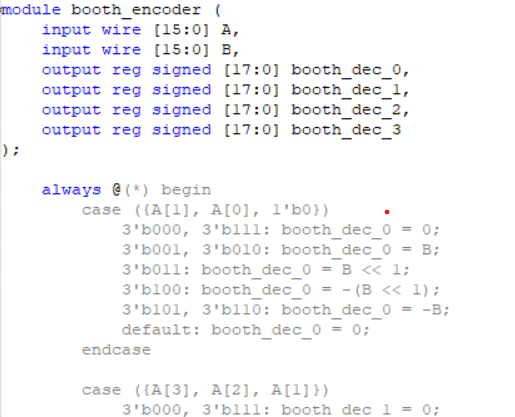 module booth_encoder (
    input wire [15:0] A,
    input wire [15:0] B,
    output reg signed [17:0] booth_dec_0,
    output reg signed [17:0] booth_dec_1,
    output reg signed [17:0] booth_dec_2,
    output reg signed [17:0] booth_dec_3
);
    always @(*) begin
        case ({A[1], A[0], 1'b0})
            3'b000, 3'b111: booth_dec_0 = 0;
            3'b001, 3'b010: booth_dec_0 = B;
            3'b011: booth_dec_0 = B << 1;
            3'b100: booth_dec_0 = -(B << 1);
            3'b101, 3'b110: booth_dec_0 = -B;
            default: booth_dec_0 = 0;
        endcase
        case ({A[3], A[2], A[1]})
            3'b000, 3'b111: booth_dec_1 = 0;